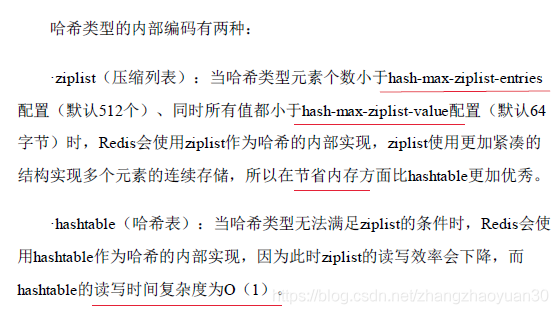 哈希类型的内部编码有两种：
·ziplist（压缩列表）：当哈希类型元素个数小于hash-max-ziplist-entries
配置（默认512个）、同时所有值都小于hash-max-ziplist-value配置（默认64
字节）时，Redis会使用ziplist作为哈希的内部实现，ziplist使用更加紧凑的
结构实现多个元素的连续存储，所以在节省内存方面比hashtable更加优秀。
·hashtable（哈希表）：当哈希类型无法满足ziplist的条件时，Redis会使
用hashtable作为哈希的内部实现，因为此时ziplist的读写效率会下降，而
hashtable的读写时间复杂度为O（1）。
https://blog.csdn.net/zhangzhaoyuan30